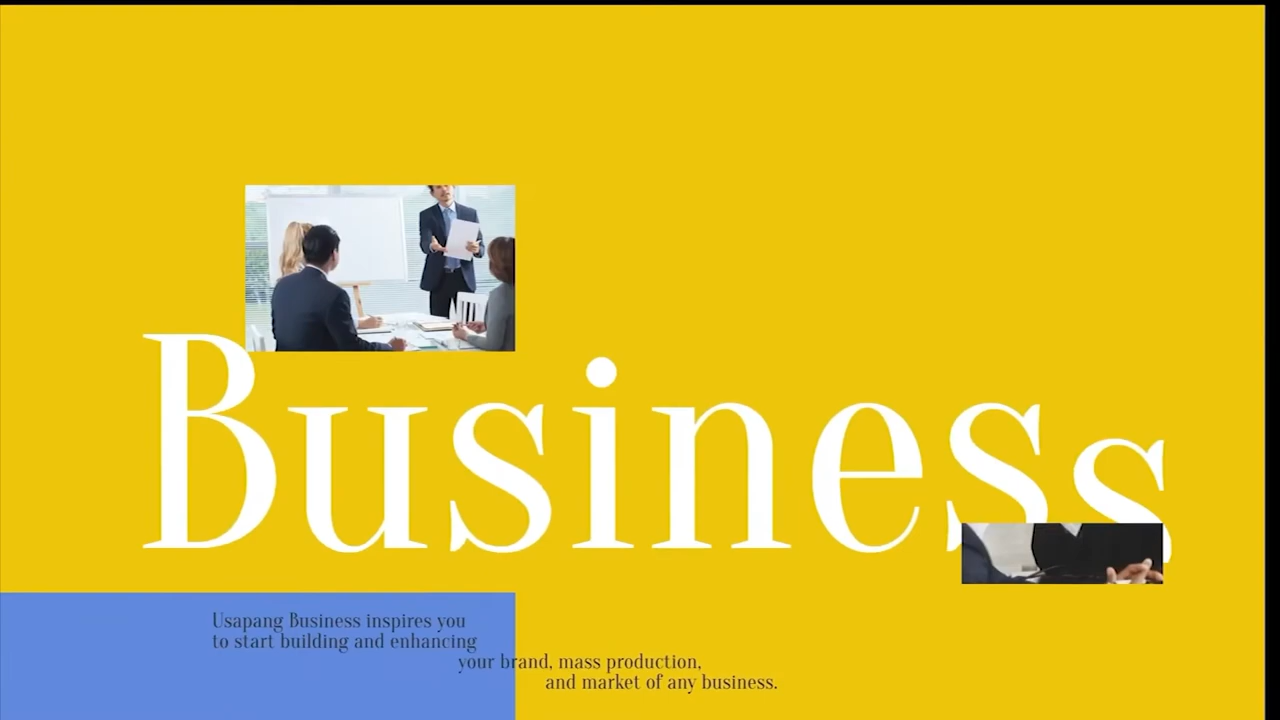 Business
Usapang Business inspires you
to start building and enhancing
your brand, mass production,
and market of any business.